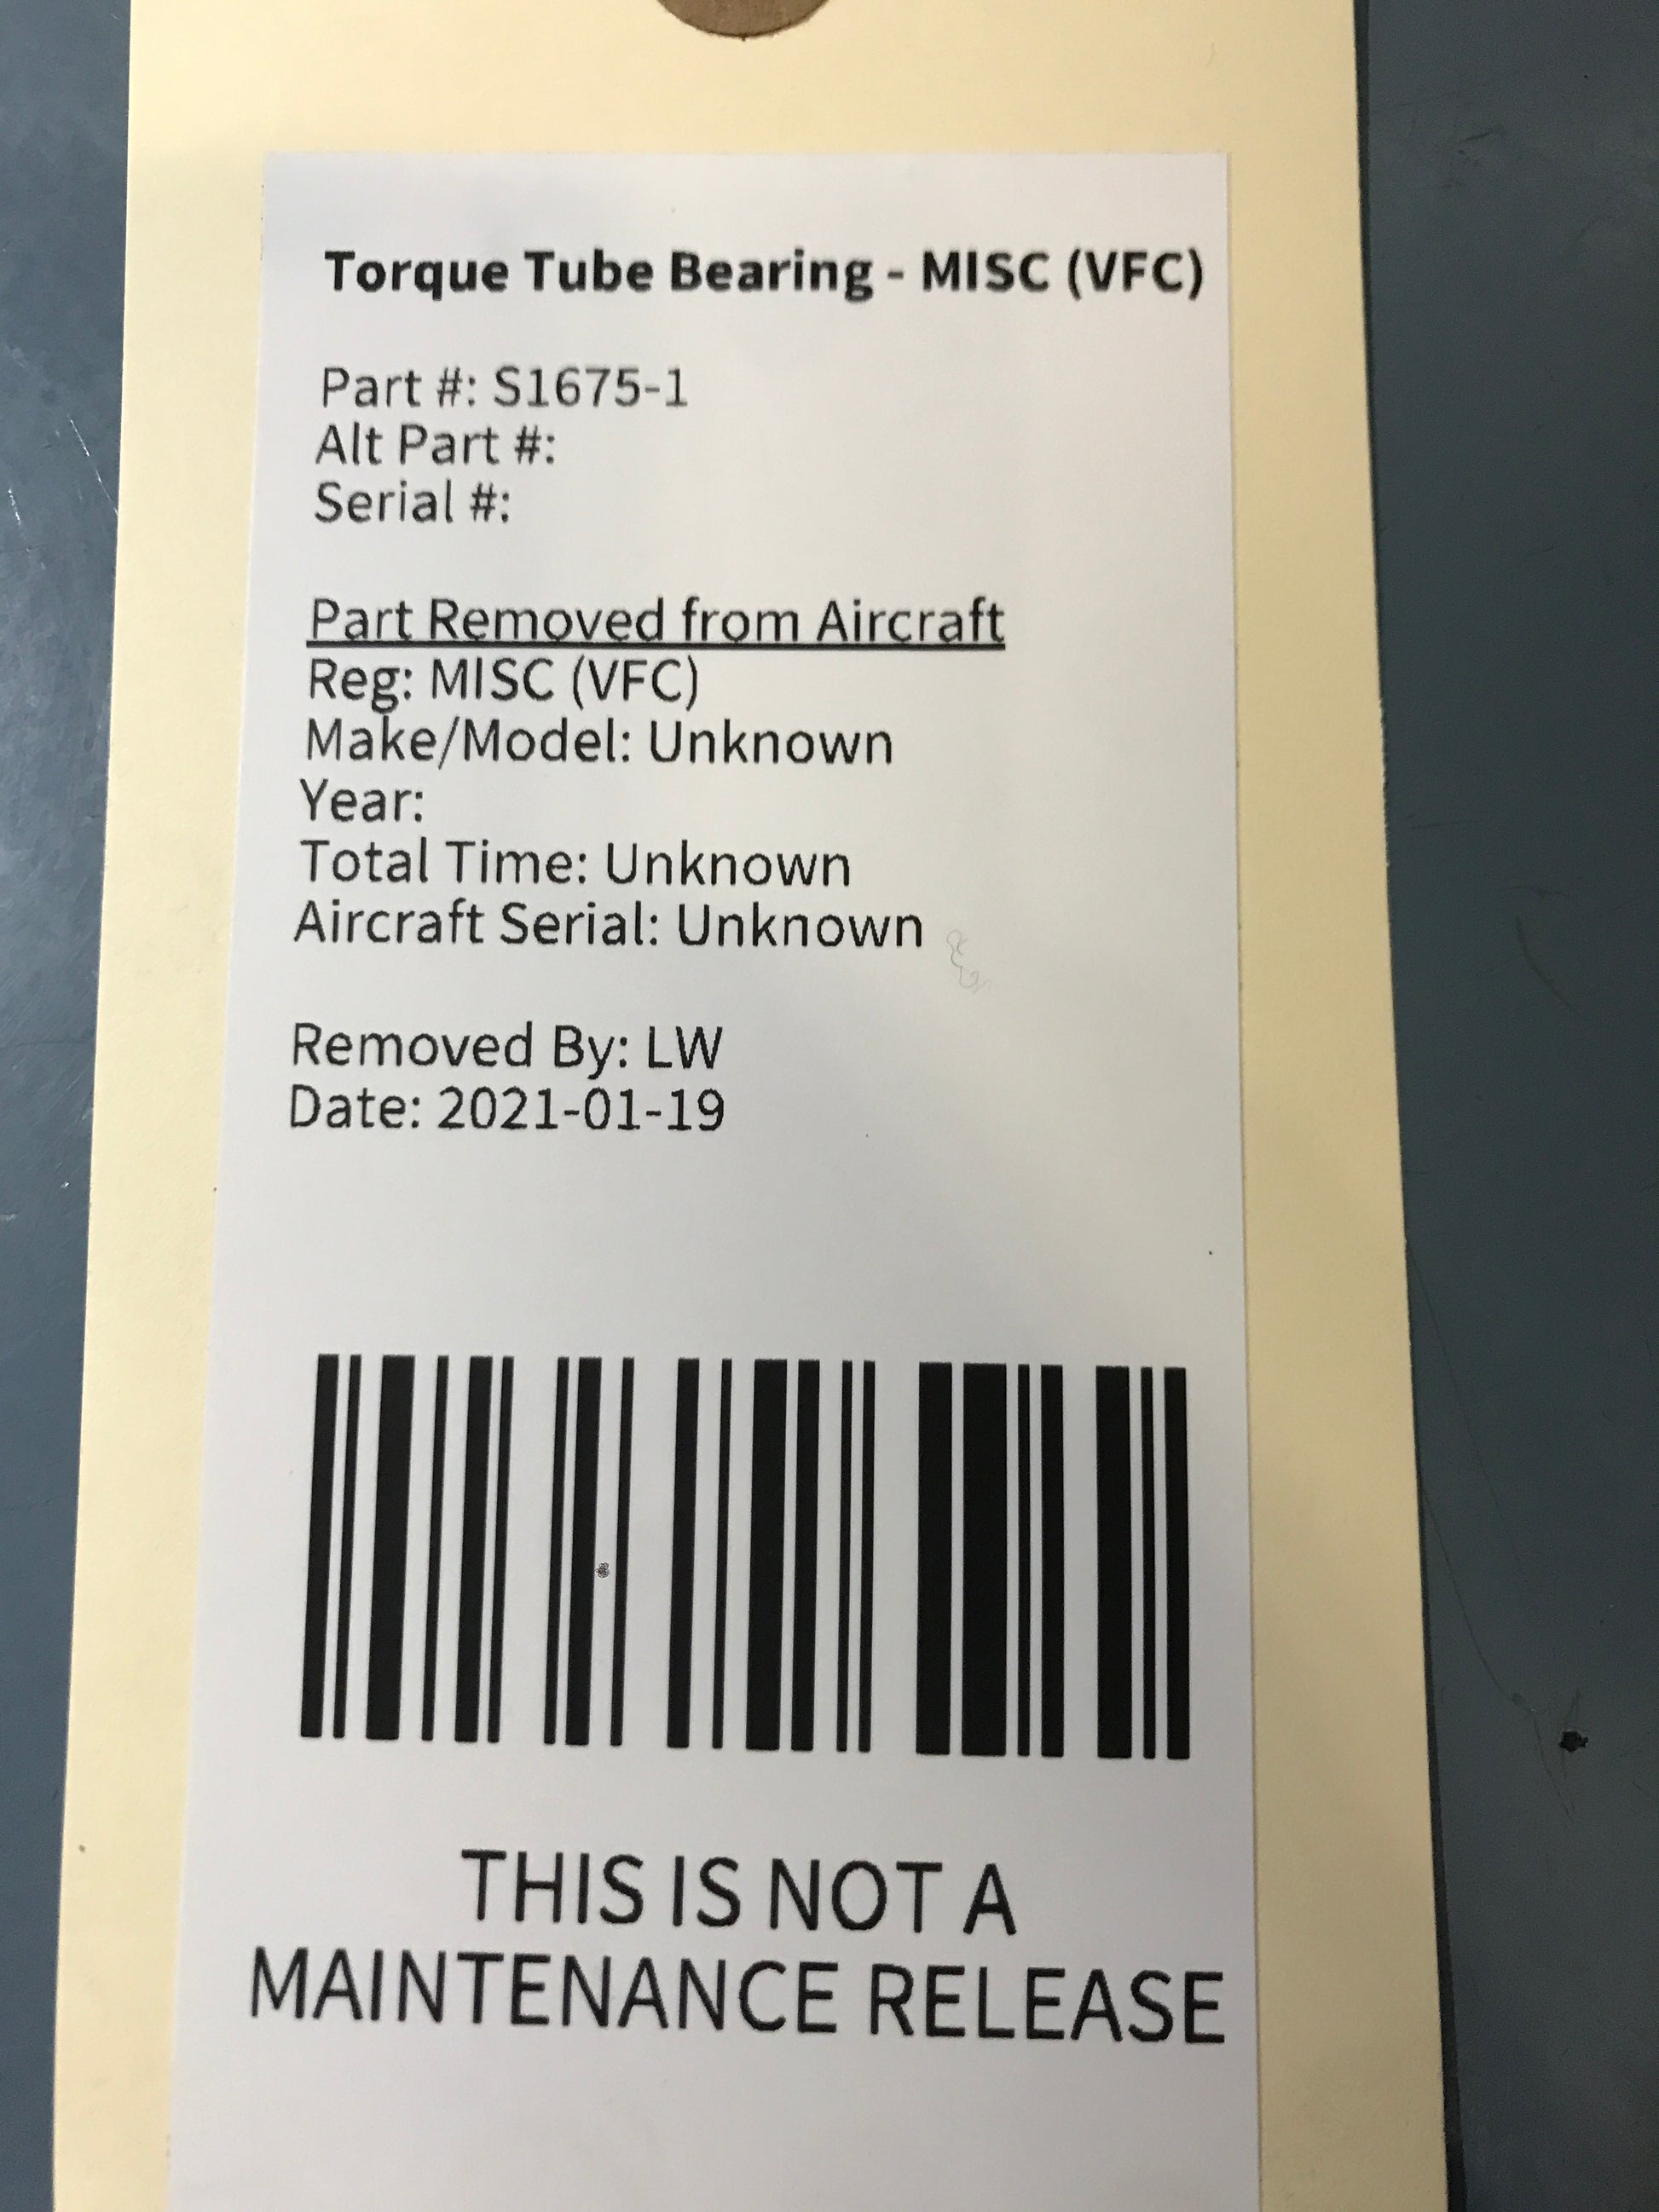 Torque Tube Bearing - MISC (VFC)
Part #: S1675-1
Alt Part #:
Serial #:
Part Removed from Aircraft
Reg: MISC (VFC)
Make/Model: Unknown
Year:
Total Time: Unknown
Aircraft Serial: Unknown
Removed By: LW
Date: 2021-01-19
THIS IS NOT A
MAINTENANCE RELEASE